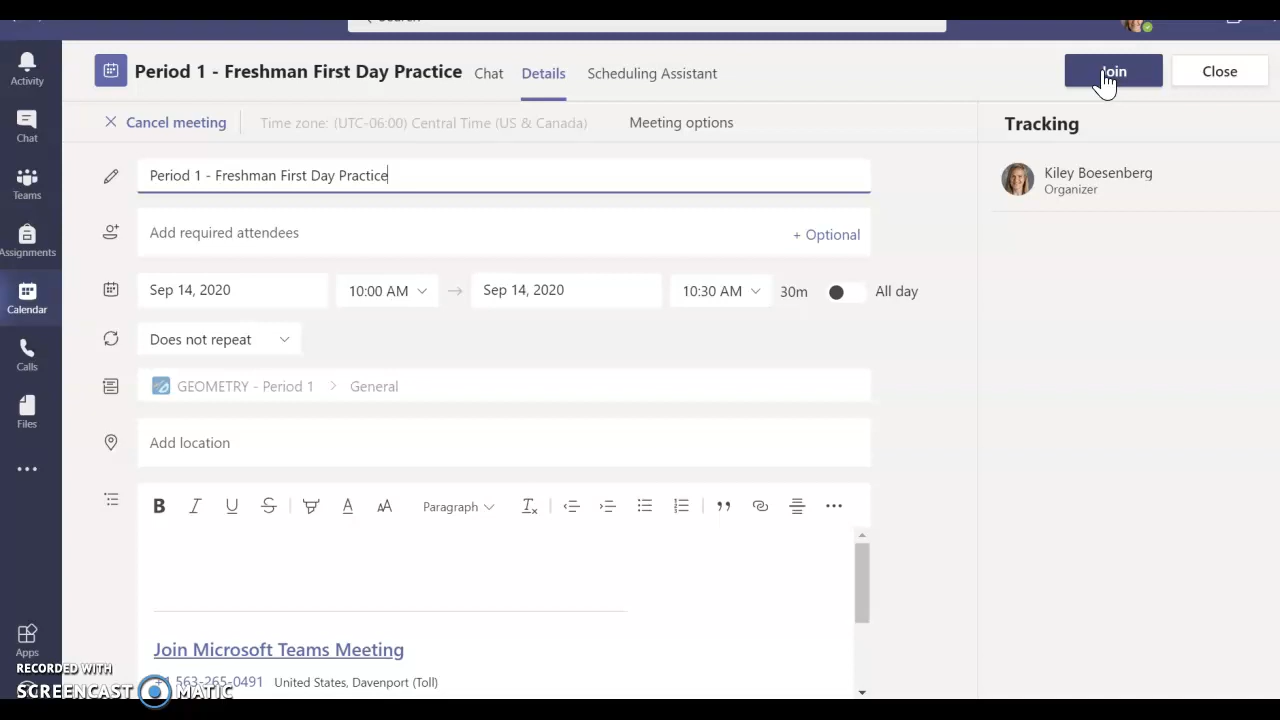 Search
Activity
Chat
Teams
Assignments
Calendar
Calls
Files
Apps
Period 1 - Freshman First Day Practice
Chat
Details
Scheduling Assistant
Join
Close
Cancel meeting
Time zone: (UTC-06:00) Central Time (US & Canada)
Meeting options
Tracking
Period 1 - Freshman First Day Practice
Kiley Boesenberg
Organizer
Add required attendees
+ Optional
Sep 14, 2020
10:00 AM
Sep 14, 2020
10:30 AM
30m
All day
Does not repeat
GEOMETRY - Period 1 > General
Add location
B I U S A AA Paragraph
Join Microsoft Teams Meeting
563-265-0491 United States, Davenport (Toll)
RECORDED WITH
SCREENCAST MATIC